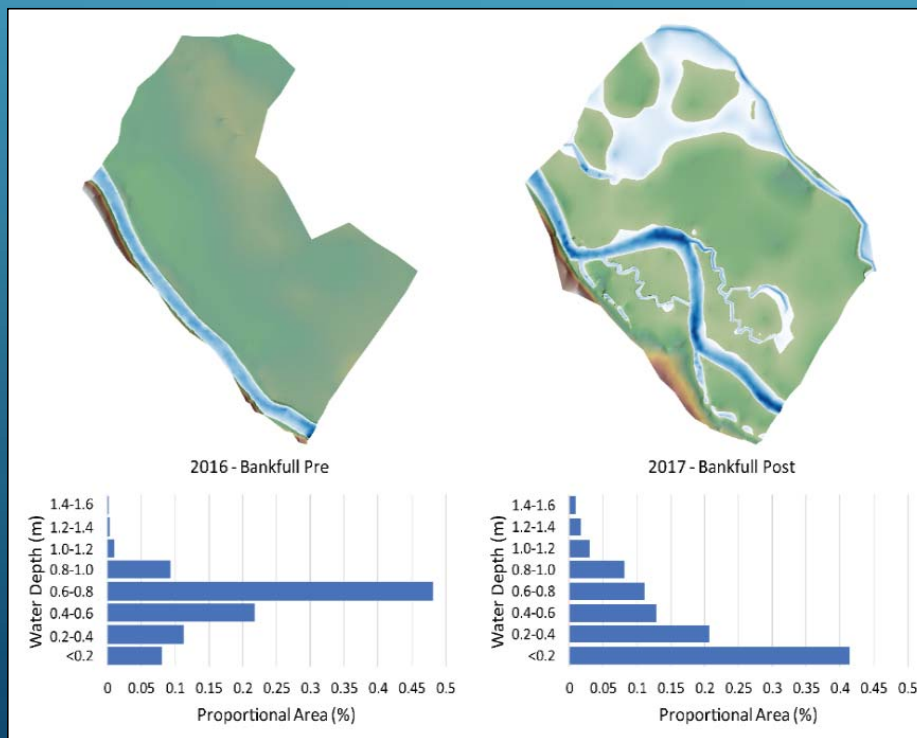 2016 - Bankfull Pre
2017 - Bankfull Post
Water Depth (m)
1.4-1.6
1.2-1.4
1.0-1.2
0.8-1.0
0.6-0.8
0.4-0.6
0.2-0.4
<0.2
0 0.05 0.1 0.15 0.2 0.25 0.3 0.35 0.4 0.45 0.5
Proportional Area (%)
Water Depth (m)
1.4-1.6
1.2-1.4
1.0-1.2
0.8-1.0
0.6-0.8
0.4-0.6
0.2-0.4
<0.2
0 0.05 0.1 0.15 0.2 0.25 0.3 0.35 0.4 0.45 0.5
Proportional Area (%)